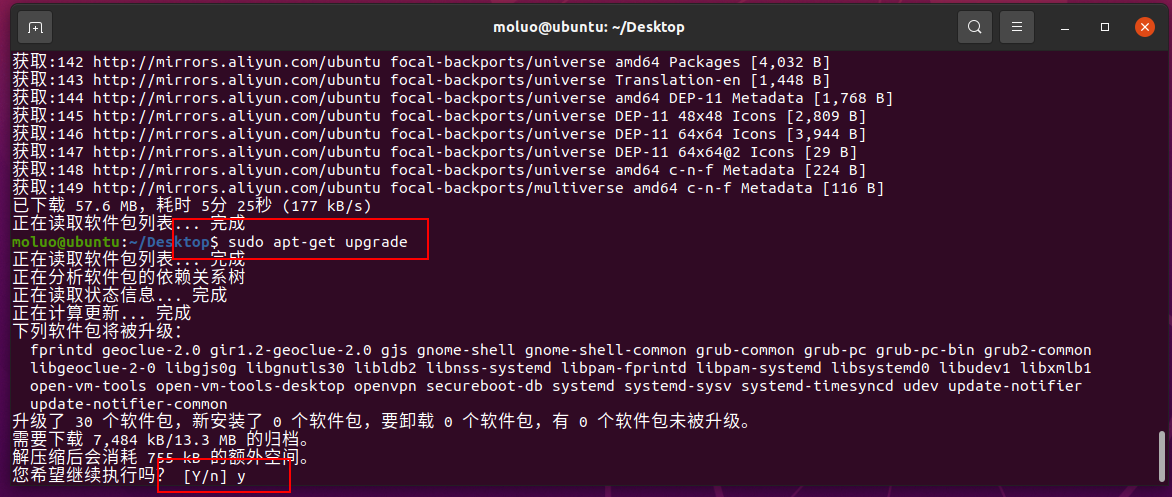 moluo@ubuntu: ~/Desktop
获取:142 http://mirrors.aliyun.com/ubuntu focal-backports/universe amd64 Packages [4,032 B]
获取:143 http://mirrors.aliyun.com/ubuntu focal-backports/universe Translation-en [1,448 B]
获取:144 http://mirrors.aliyun.com/ubuntu focal-backports/universe amd64 DEP-11 Metadata [1,768 B]
获取:145 http://mirrors.aliyun.com/ubuntu focal-backports/universe DEP-11 48x48 Icons [2,809 B]
获取:146 http://mirrors.aliyun.com/ubuntu focal-backports/universe DEP-11 64x64 Icons [3,944 B]
获取:147 http://mirrors.aliyun.com/ubuntu focal-backports/universe DEP-11 64x64@2 Icons [29 B]
获取:148 http://mirrors.aliyun.com/ubuntu focal-backports/universe amd64 c-n-f Metadata [224 B]
获取:149 http://mirrors.aliyun.com/ubuntu focal-backports/multiverse amd64 c-n-f Metadata [116 B]
已下载 57.6 MB，耗时 5分 25秒 (177 kB/s)
正在读取软件包列表... 完成
moluo@ubuntu:~/Desktop$ sudo apt-get upgrade
正在读取软件包列表... 完成
正在分析软件包的依赖关系树
正在读取状态信息... 完成
正在计算更新... 完成
下列软件包将被升级：
fprintd geoclue-2.0 gir1.2-geoclue-2.0 gjs gnome-shell gnome-shell-common grub-common grub-pc grub-pc-bin grub2-common
libgeoclue-2-0 libgjs0g libgnutls30 libldb2 libnss-systemd libpam-fprintd libpam-systemd libsystemd0 libudev1 libxmlb1
open-vm-tools open-vm-tools-desktop openvpn secureboot-db systemd systemd-sysv systemd-timesyncd udev update-notifier
update-notifier-common
升级了 30 个软件包，新安装了 0 个软件包，要卸载 0 个软件包，有 0 个软件包未被升级。
需要下载 7,484 kB/13.3 MB 的归档。
解压缩后会消耗 755 kB 的额外空间。
您希望继续执行吗？ [Y/n] y